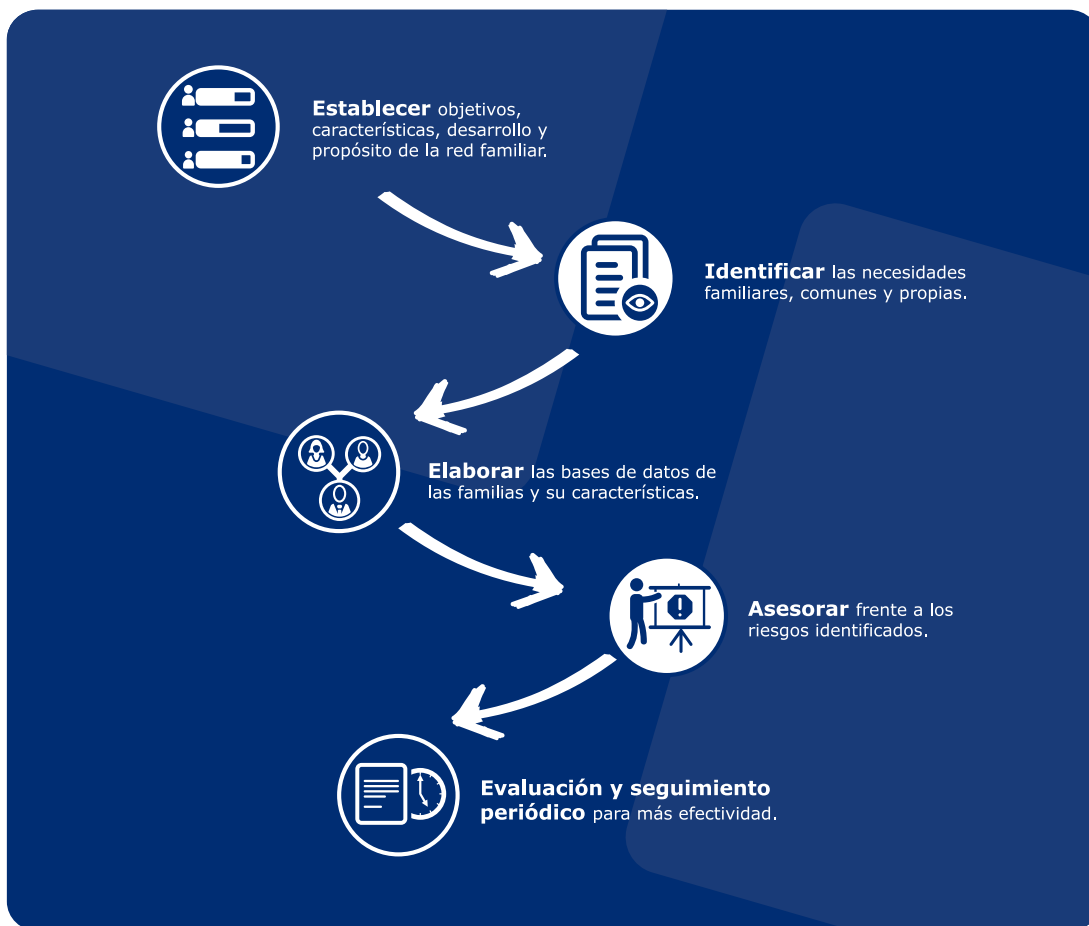 Establecer objetivos,
características, desarrollo y
propósito de la red familiar.
Identificar las necesidades
familiares, comunes y propias.
Elaborar las bases de datos de
las familias y su características.
Asesorar frente a los
riesgos identificados.
Evaluación y seguimiento
periódico para más efectividad.